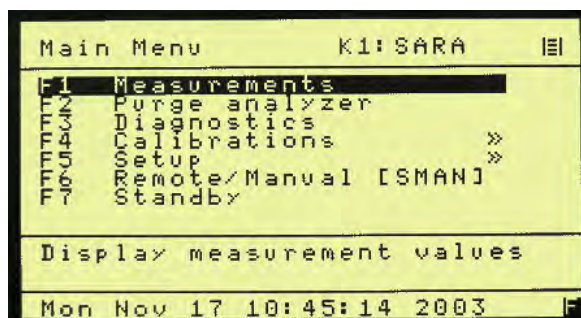 Main Menu K1:SARA
F1 Measurements
F2 Purge analyzer
F3 Diagnostics
F4 Calibrations »
F5 Setup »
F6 Remote/Manual [SMAN]
F7 Standby
Display measurement values
Mon Nov 17 10:45:14 2003 F